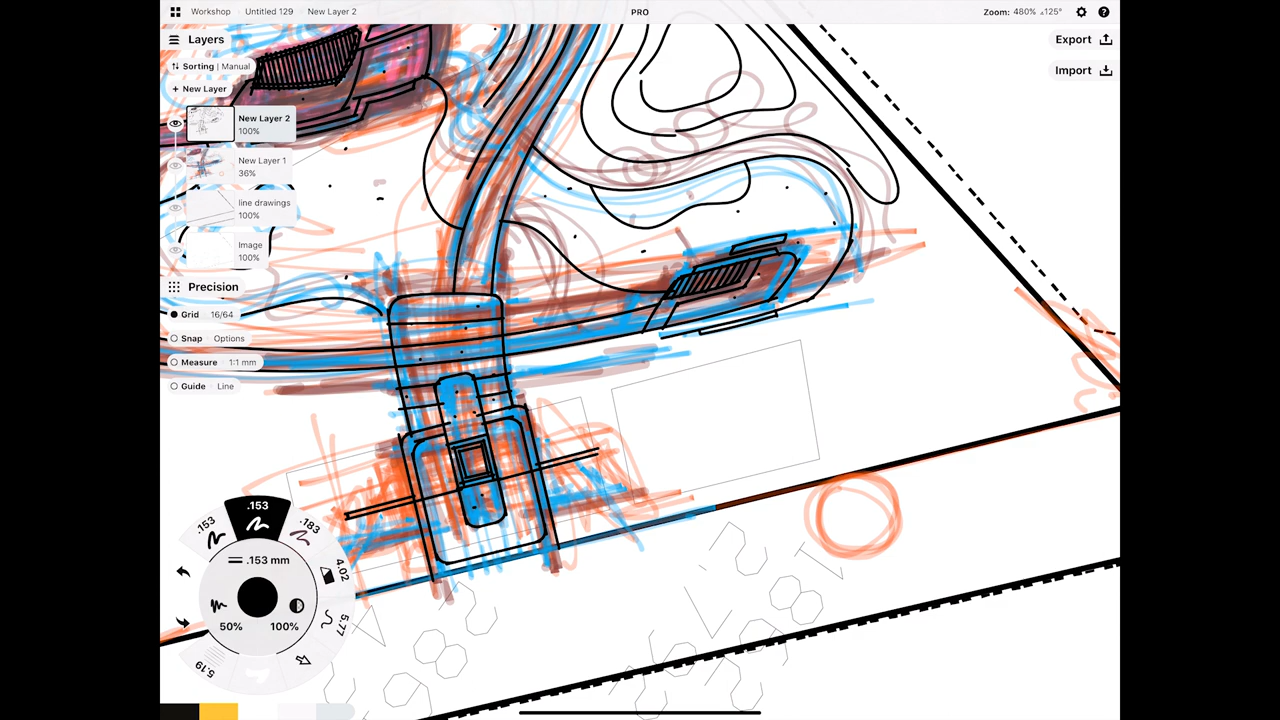 Workshop Untitled 129 New Layer 2 PRO Zoom: 480% ⊿125°
Layers Export
Sorting | Manual Import
+ New Layer
New Layer 2
100%
New Layer 1
36%
line drawings
100%
Image
100%
Precision
Grid 16/64
Snap Options
Measure 1:1 mm
Guide Line
.153
.153
.183
4.02
5.77
5.19
.153 mm
50% 100%